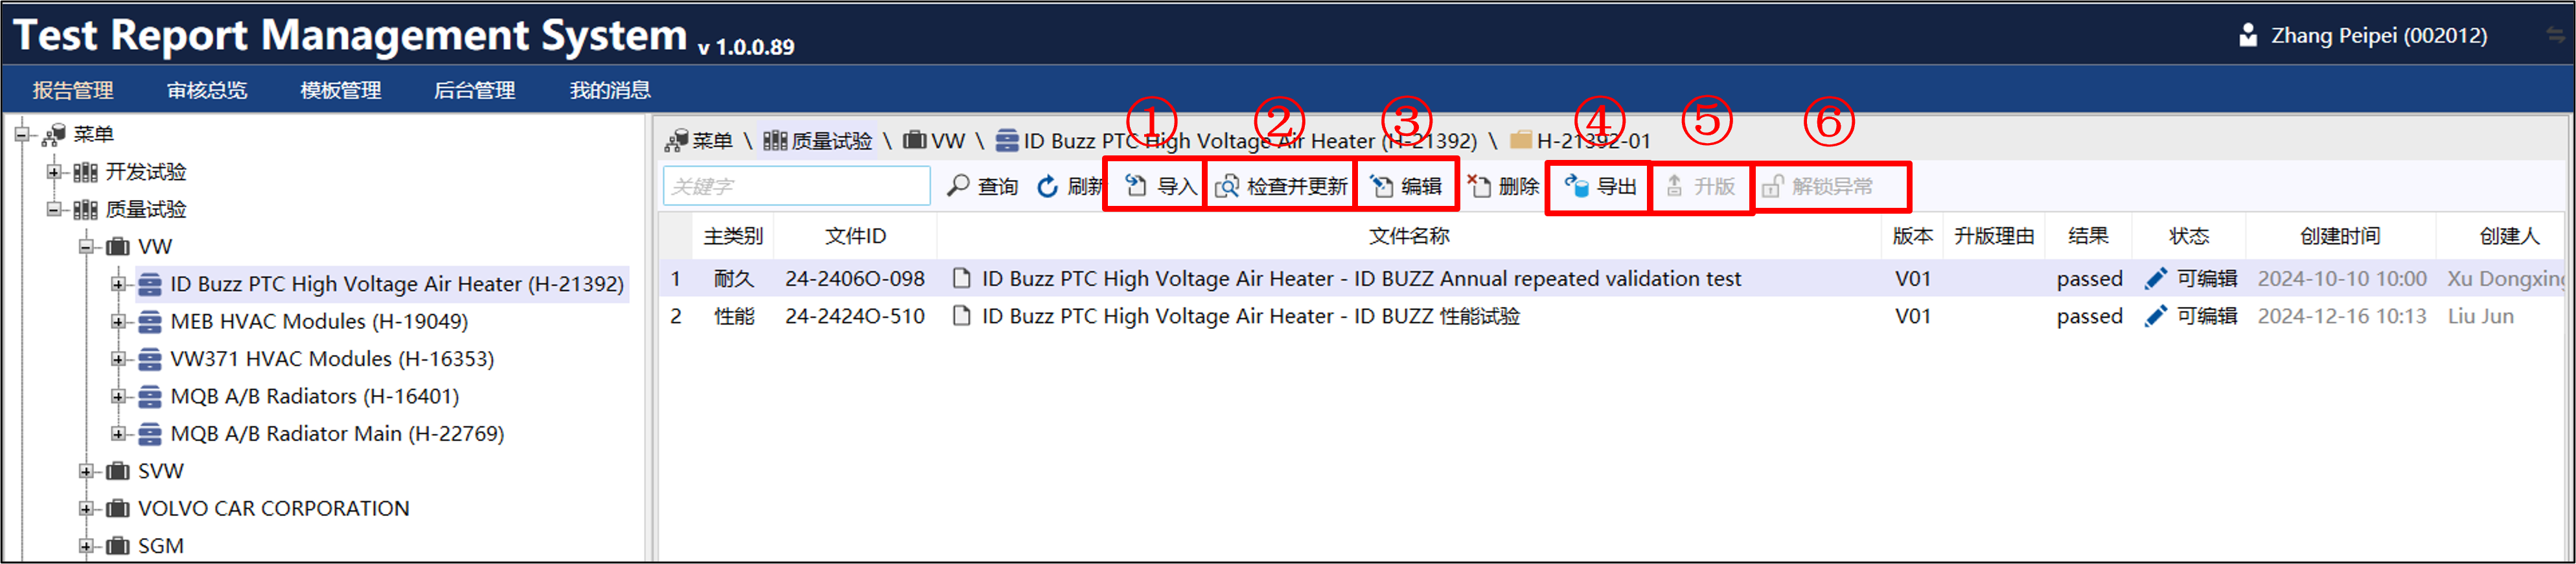 Test Report Management System v 1.0.0.89
Zhang Peipei (002012)
报告管理 审核总览 模板管理 后台管理 我的消息
菜单
开发试验
质量试验
VW
ID Buzz PTC High Voltage Air Heater (H-21392)
MEB HVAC Modules (H-19049)
VW371 HVAC Modules (H-16353)
MQB A/B Radiators (H-16401)
MQB A/B Radiator Main (H-22769)
SVW
VOLVO CAR CORPORATION
SGM
① ② ③ ④ ⑤ ⑥
菜单 \ 质量试验 \ VW \ ID Buzz PTC High Voltage Air Heater (H-21392) \ H-21392-01
关键字 查询 刷新 导入 检查并更新 编辑 删除 导出 升版 解锁异常
主类别 文件ID 文件名称 版本 升版理由 结果 状态 创建时间 创建人
1 耐久 24-2406O-098 ID Buzz PTC High Voltage Air Heater - ID BUZZ Annual repeated validation test V01 passed 可编辑 2024-10-10 10:00 Xu Dongxing
2 性能 24-2424O-510 ID Buzz PTC High Voltage Air Heater - ID BUZZ 性能试验 V01 passed 可编辑 2024-12-16 10:13 Liu Jun